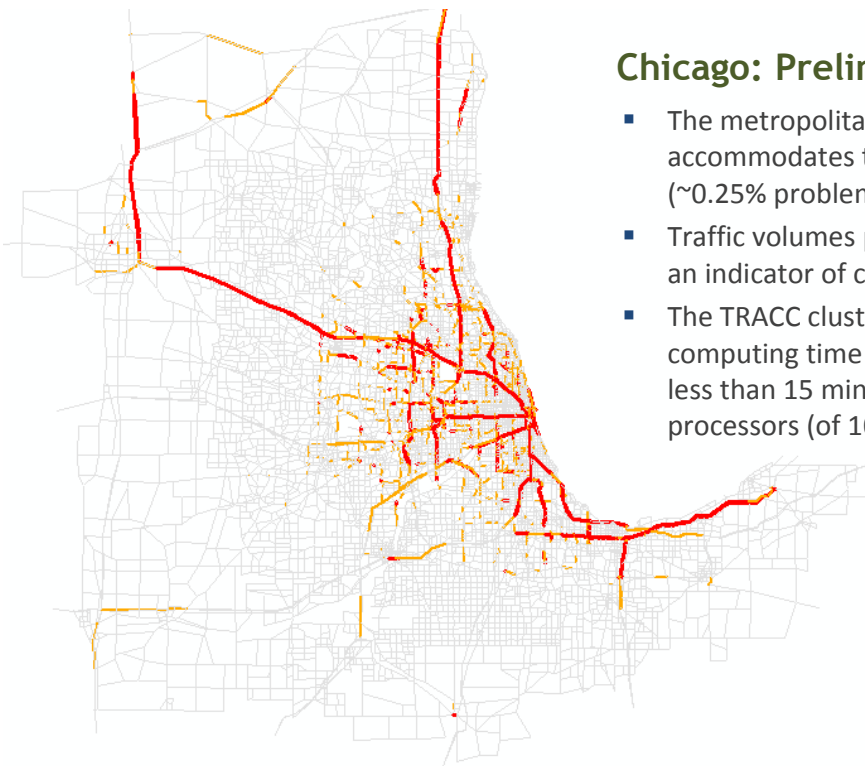 Chicago: Prelim
The metropolita
accommodates t
(~0.25% problem
Traffic volumes p
an indicator of c
The TRACC clust
computing time
less than 15 min
processors (of 10